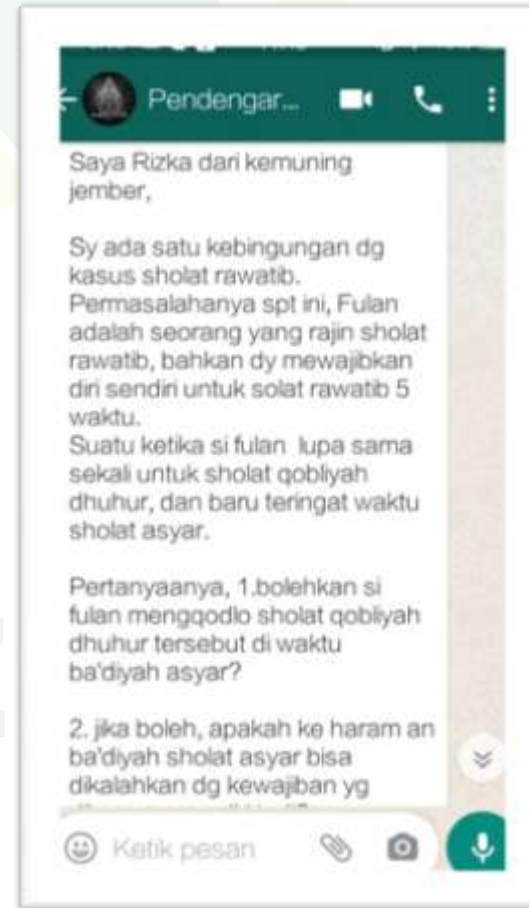 Pendengar...
Saya Rizka dari kemuning
jember,
Sy ada satu kebingungan dg
kasus sholat rawatib.
Permasalahanya spt ini, Fulan
adalah seorang yang rajin sholat
rawatib, bahkan dy mewajibkan
diri sendiri untuk solat rawatib 5
waktu.
Suatu ketika si fulan lupa sama
sekali untuk sholat qobliyah
dhuhur, dan baru teringat waktu
sholat asyar.
Pertanyaanya, 1.bolehkan si
fulan mengqodlo sholat qobliyah
dhuhur tersebut di waktu
ba'diyah asyar?
2. jika boleh, apakah ke haram an
ba'diyah sholat asyar bisa
dikalahkan dg kewajiban yg
Ketik pesan